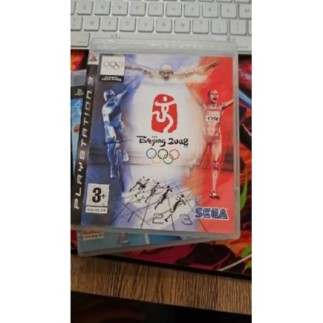 PLAYSTATION 3
Beijing 2008
3+
SEGA